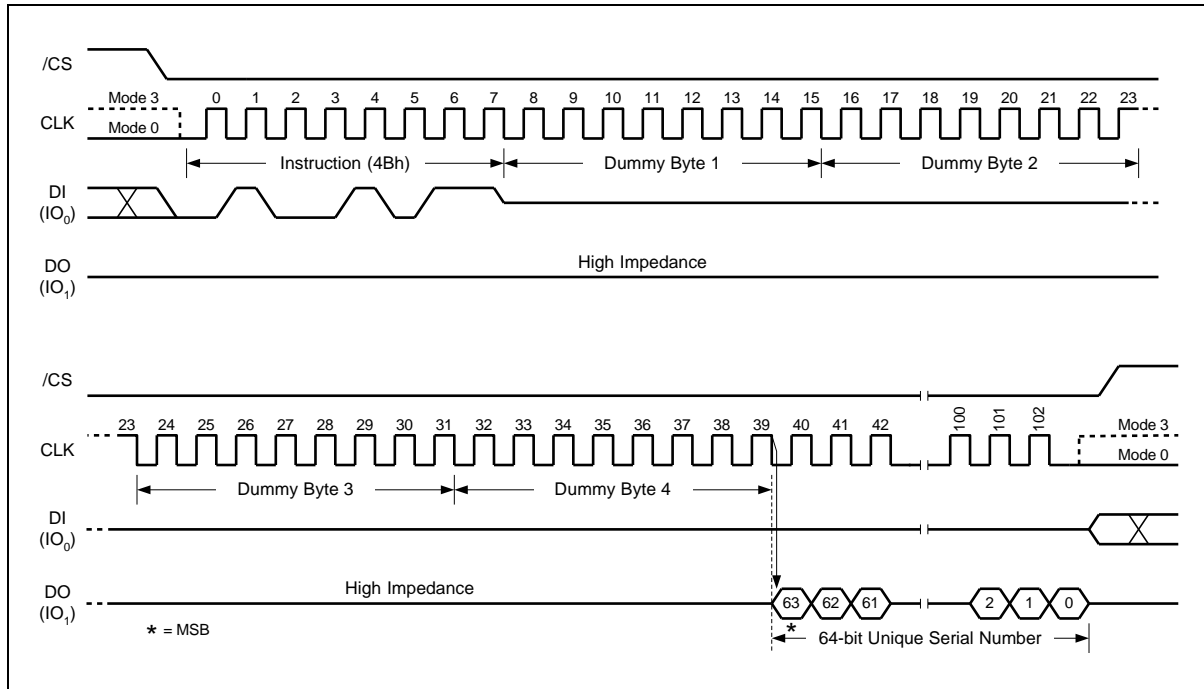 /CS
Mode 3 0 1 2 3 4 5 6 7 8 9 10 11 12 13 14 15 16 17 18 19 20 21 22 23
CLK Mode 0
Instruction (4Bh) Dummy Byte 1 Dummy Byte 2
DI
(IO0)
High Impedance
DO
(IO1)
/CS
23 24 25 26 27 28 29 30 31 32 33 34 35 36 37 38 39 40 41 42 100 101 102 Mode 3
CLK Mode 0
Dummy Byte 3 Dummy Byte 4
DI
(IO0)
High Impedance
DO
(IO1)
63 62 61 2 1 0
* = MSB * 64-bit Unique Serial Number